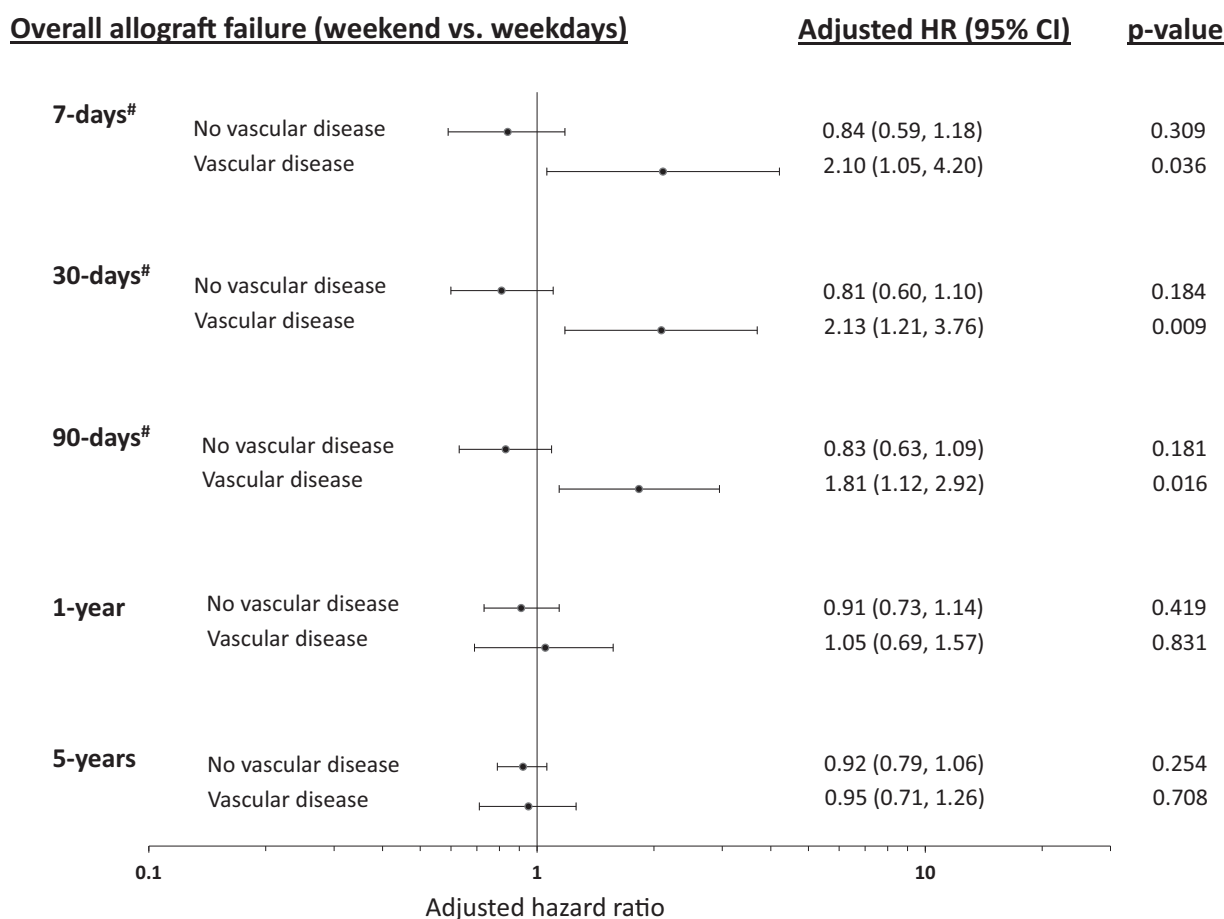 Overall allograft failure (weekend vs. weekdays) Adjusted HR (95% CI) p-value
7-days#
No vascular disease 0.84 (0.59, 1.18) 0.309
Vascular disease 2.10 (1.05, 4.20) 0.036
30-days#
No vascular disease 0.81 (0.60, 1.10) 0.184
Vascular disease 2.13 (1.21, 3.76) 0.009
90-days#
No vascular disease 0.83 (0.63, 1.09) 0.181
Vascular disease 1.81 (1.12, 2.92) 0.016
1-year No vascular disease 0.91 (0.73, 1.14) 0.419
Vascular disease 1.05 (0.69, 1.57) 0.831
5-years No vascular disease 0.92 (0.79, 1.06) 0.254
Vascular disease 0.95 (0.71, 1.26) 0.708
0.1 1 10
Adjusted hazard ratio